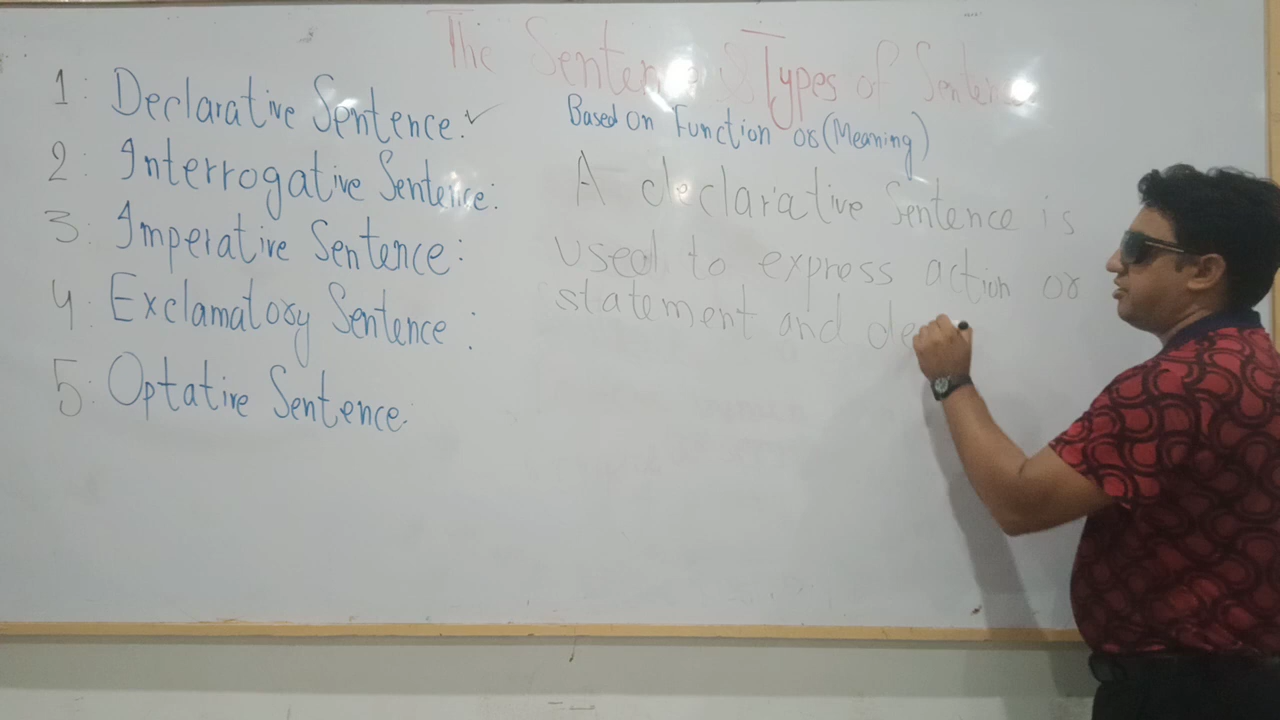 The Sentence & Types of Sentence
1: Declarative Sentence: ✓
2: Interrogative Sentence:
3: Imperative Sentence:
4: Exclamatory Sentence:
5: Optative Sentence:
Based on Function or (Meaning)
A declarative Sentence is
used to express action or
statement and de